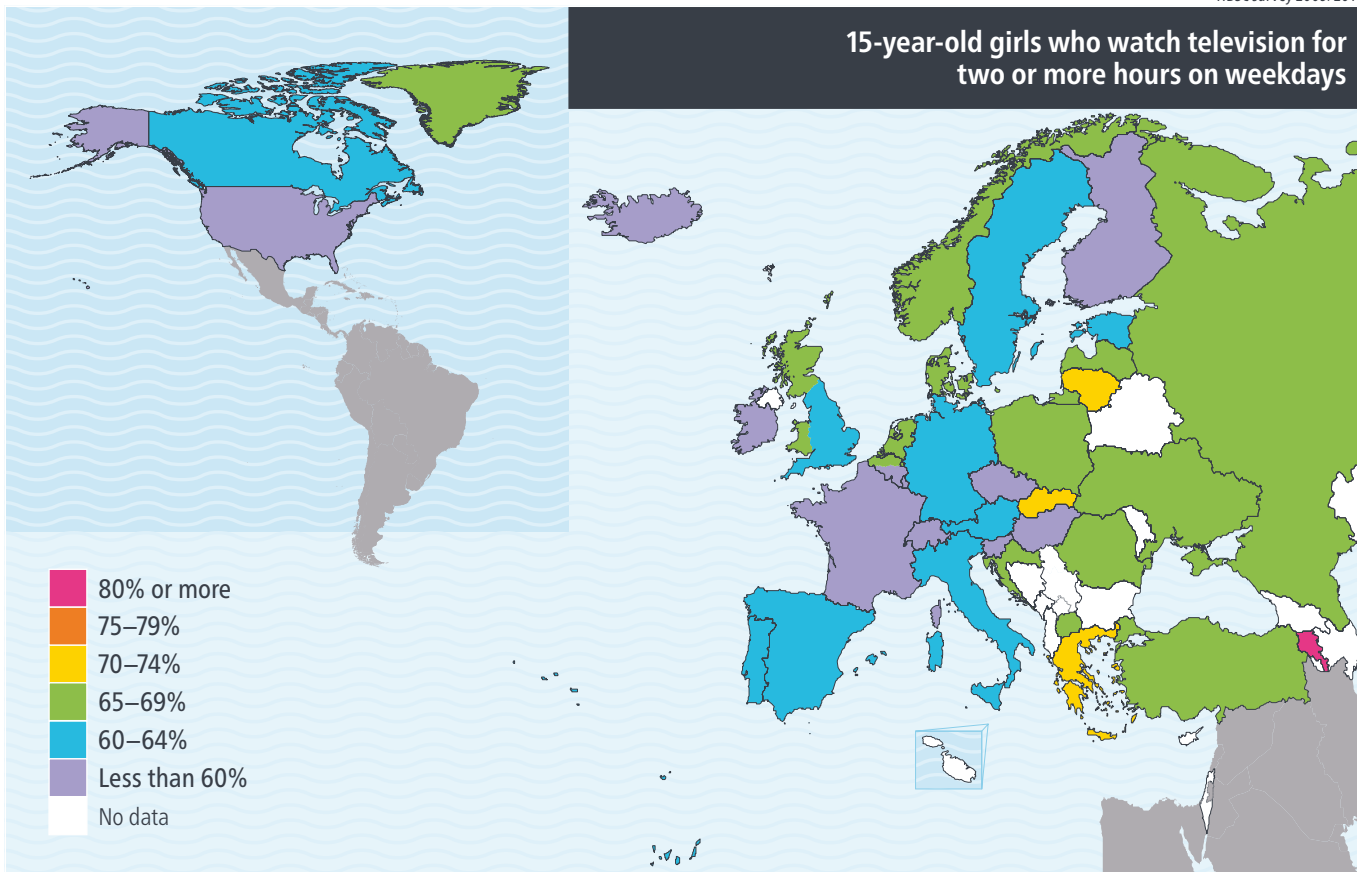 15-year-old girls who watch television for
two or more hours on weekdays
80% or more
75–79%
70–74%
65–69%
60–64%
Less than 60%
No data